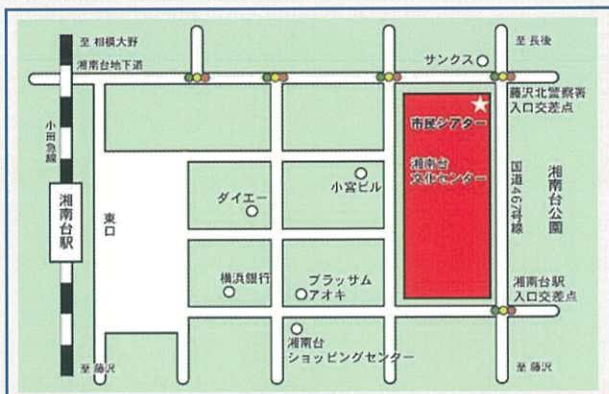 至 相模大野
湘南台地下道
サンクス
至 長後
藤沢北警察署
入口交差点
小田急線
市民シアター
湘南台
文化センター
国道467号線
湘南台公園
小宮ビル
ダイエー
湘南台駅
東口
横浜銀行
ブラッサム
アオキ
湘南台駅
入口交差点
湘南台
ショッピングセンター
至 藤沢
至 藤沢